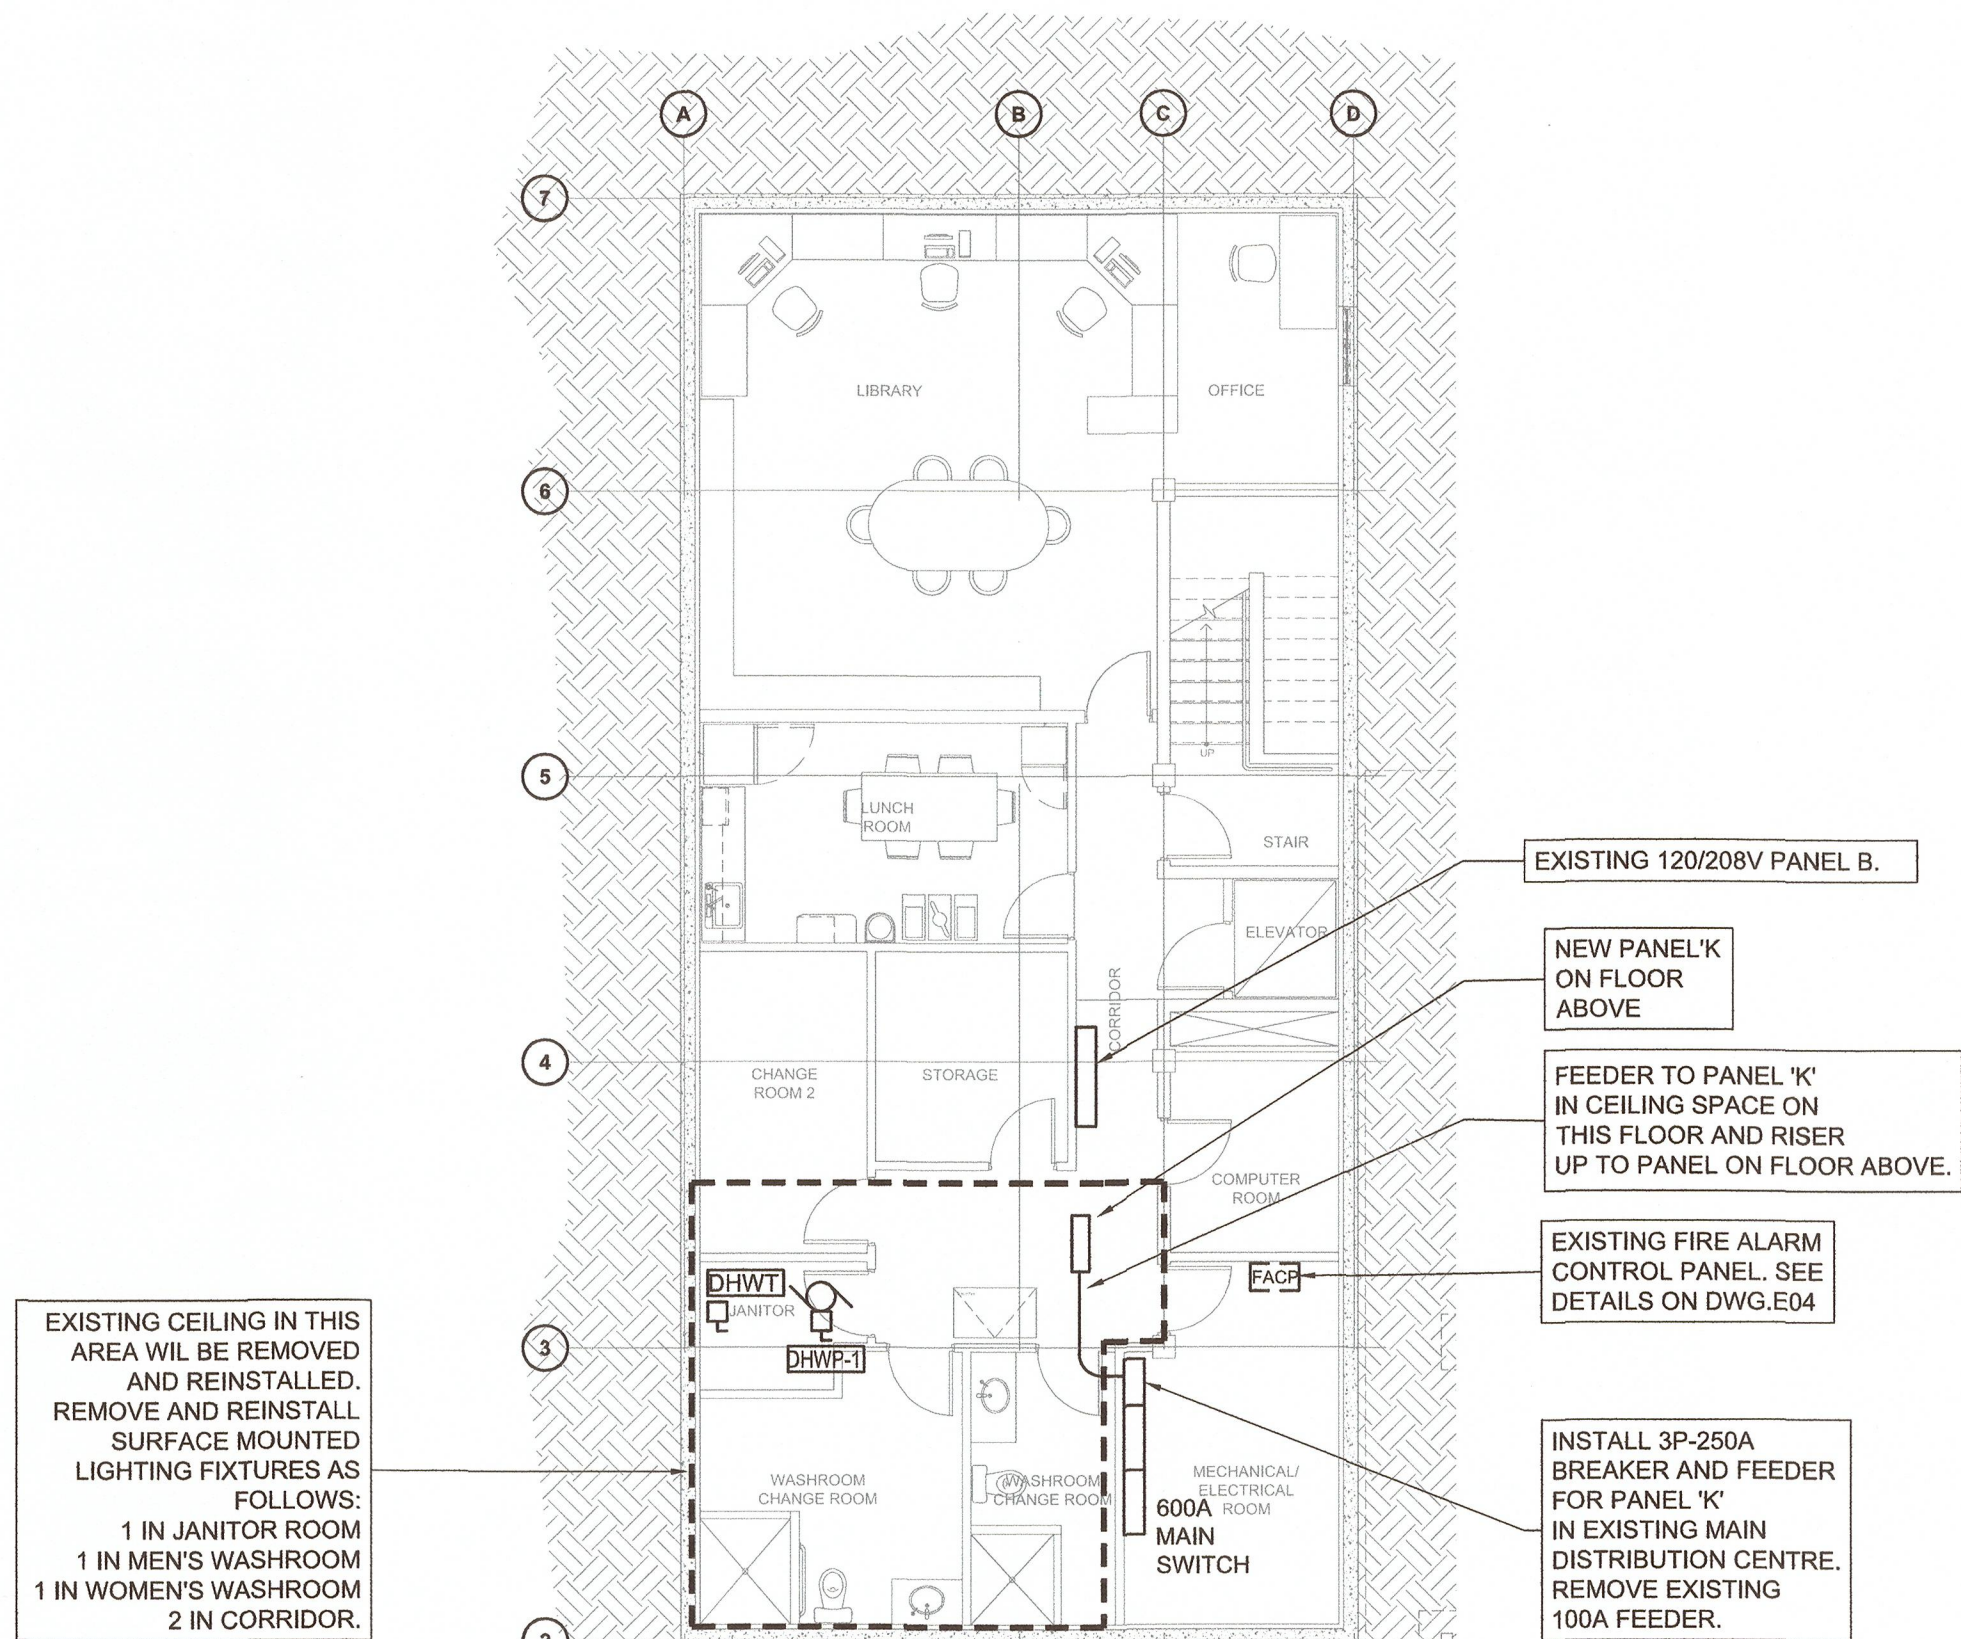 A
B
C
D
7
LIBRARY
OFFICE
6
UP
5
LUNCH
ROOM
STAIR
EXISTING 120/208V PANEL B.
ELEVATOR
NEW PANEL'K
ON FLOOR
ABOVE
CORRIDOR
4
CHANGE
ROOM 2
STORAGE
FEEDER TO PANEL 'K'
IN CEILING SPACE ON
THIS FLOOR AND RISER
UP TO PANEL ON FLOOR ABOVE.
COMPUTER
ROOM
EXISTING FIRE ALARM
CONTROL PANEL. SEE
DETAILS ON DWG.E04
FACP
DHWT
JANITOR
DHWP-1
3
EXISTING CEILING IN THIS
AREA WIL BE REMOVED
AND REINSTALLED.
REMOVE AND REINSTALL
SURFACE MOUNTED
LIGHTING FIXTURES AS
FOLLOWS:
1 IN JANITOR ROOM
1 IN MEN'S WASHROOM
1 IN WOMEN'S WASHROOM
2 IN CORRIDOR.
WASHROOM
CHANGE ROOM
WASHROOM
CHANGE ROOM
MECHANICAL/
ELECTRICAL
ROOM
600A
MAIN
SWITCH
INSTALL 3P-250A
BREAKER AND FEEDER
FOR PANEL 'K'
IN EXISTING MAIN
DISTRIBUTION CENTRE.
REMOVE EXISTING
100A FEEDER.